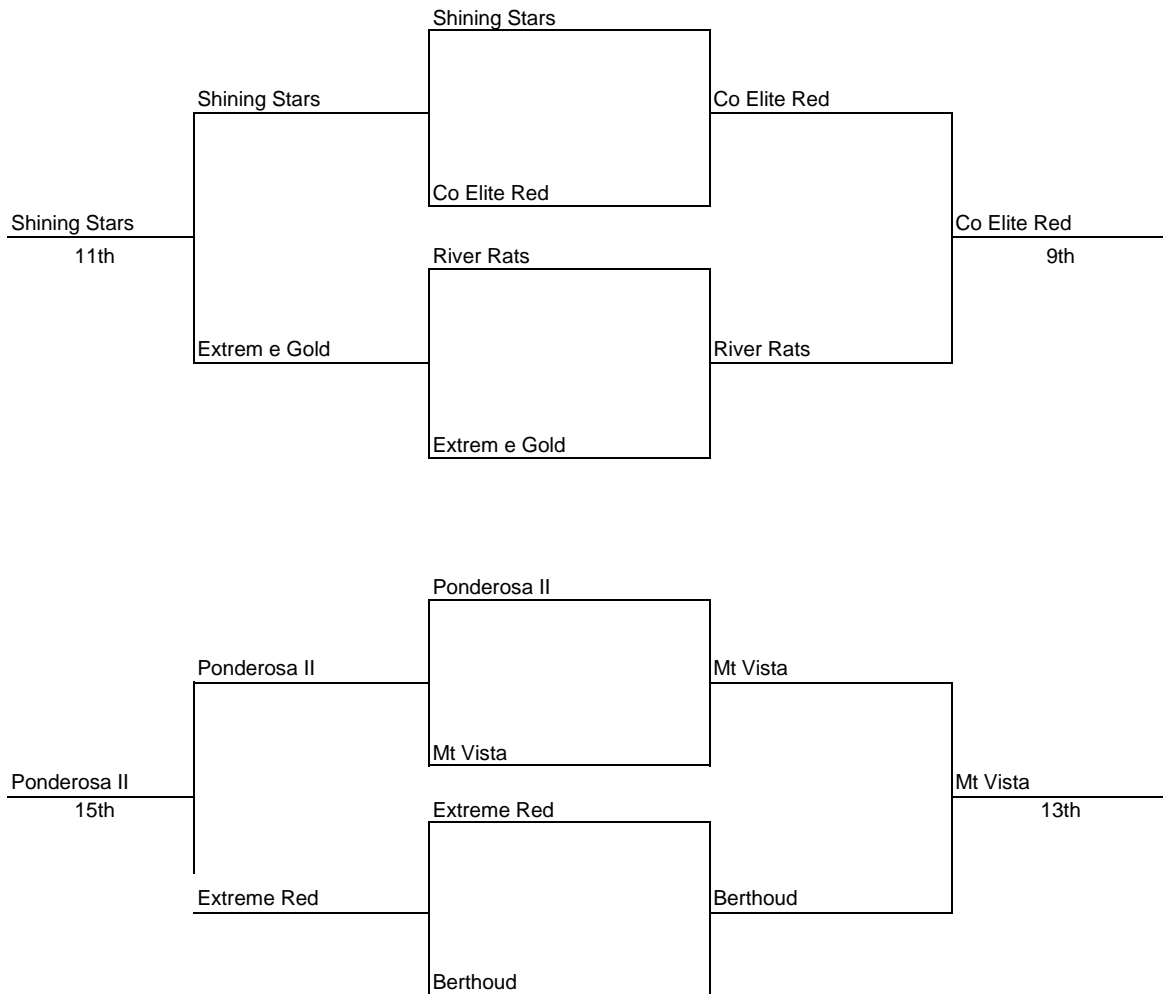 Shining Stars
Shining Stars
Co Elite Red
Co Elite Red
Shining Stars
Co Elite Red
11th
River Rats
9th
Extrem e Gold
River Rats
Extrem e Gold
Ponderosa II
Ponderosa II
Mt Vista
Mt Vista
Ponderosa II
Mt Vista
15th
Extreme Red
13th
Extreme Red
Berthoud
Berthoud